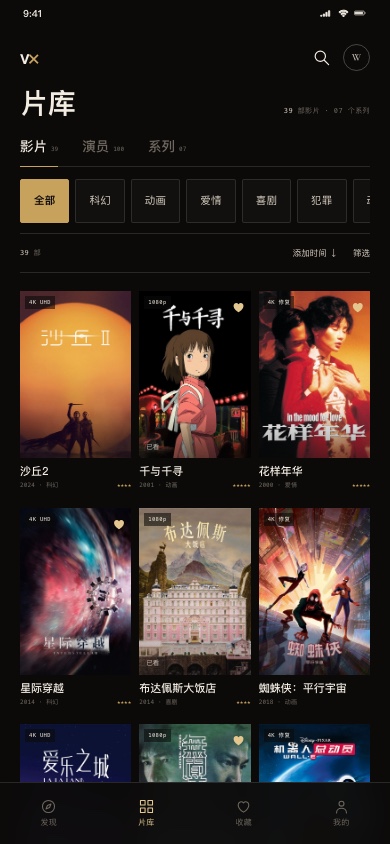 9:41
VX
W
片库
39 部影片 · 07 个系列
影片 39 演员 100 系列 07
全部 科幻 动画 爱情 喜剧 犯罪
39 部 添加时间 ↓ 筛选
4K UHD 1080p 4K 修复
沙丘 II 千与千寻 in the mood for love
花样年华
已看
沙丘2 千与千寻 花样年华
2024 · 科幻 2001 · 动画 2000 · 爱情
4K UHD 1080p 4K 修复
星际穿越 布达佩斯大饭店 蜘蛛侠
已看
星际穿越 布达佩斯大饭店 蜘蛛侠：平行宇宙
2014 · 科幻 2014 · 喜剧 2018 · 动画
4K UHD 1080p 4K 修复
爱乐之城 机器人总动员
WALL·E
发现 片库 收藏 我的